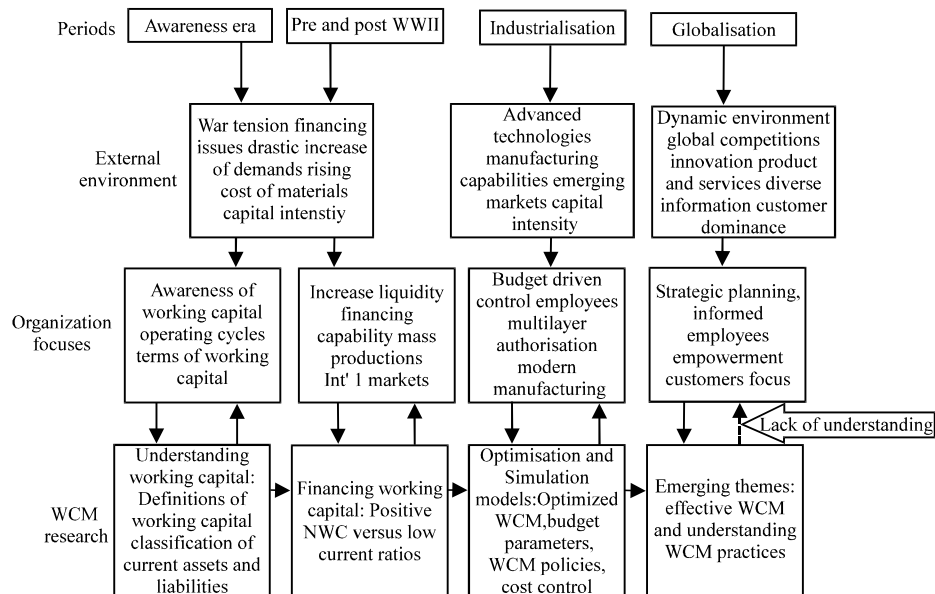 Periods
Awareness era
Pre and post WWII
Industrialisation
Globalisation
External
environment
War tension financing
issues drastic increase
of demands rising
cost of materials
capital intenstiy
Advanced
technologies
manufacturing
capabilities emerging
markets capital
intensity
Dynamic environment
global competitions
innovation product
and services diverse
information customer
dominance
Organization
focuses
Awareness of
working capital
operating cycles
terms of working
capital
Increase liquidity
financing
capability mass
productions
Int' 1 markets
Budget driven
control employees
multilayer
authorisation
modern
manufacturing
Strategic planning,
informed
employees
empowerment
customers focus
Lack of understanding
WCM
research
Understanding
working capital:
Definitions of
working capital
classification of
current assets and
liabilities
Financing working
capital: Positive
NWC versus low
current ratios
Optimisation and
Simulation
models:Optimized
WCM,budget
parameters,
WCM policies,
cost control
Emerging themes:
effective WCM
and understanding
WCM practices